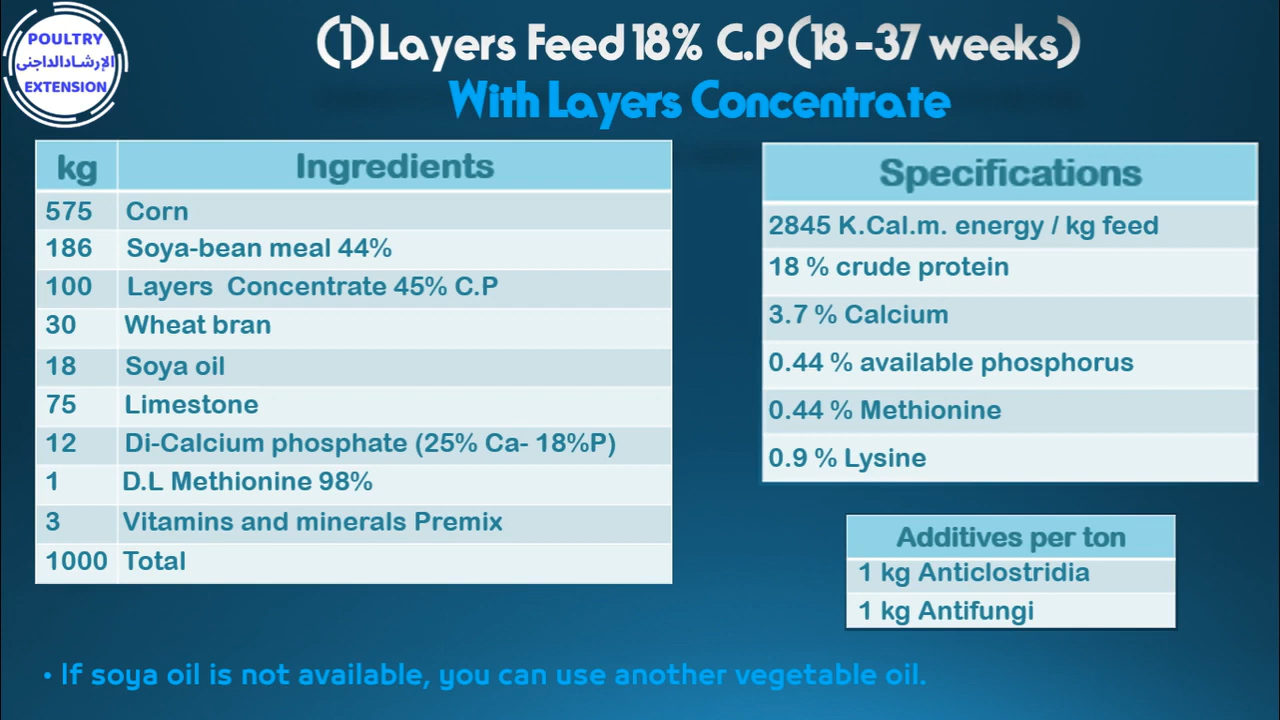 POULTRY
الإرشادالداجنى
EXTENSION
(1)Layers Feed 18% C.P(18 -37 weeks)
With Layers Concentrate
kg Ingredients
575 Corn
186 Soya-bean meal 44%
100 Layers Concentrate 45% C.P
30 Wheat bran
18 Soya oil
75 Limestone
12 Di-Calcium phosphate (25% Ca- 18%P)
1 D.L Methionine 98%
3 Vitamins and minerals Premix
1000 Total
Specifications
2845 K.Cal.m. energy / kg feed
18 % crude protein
3.7 % Calcium
0.44 % available phosphorus
0.44 % Methionine
0.9 % Lysine
Additives per ton
1 kg Anticlostridia
1 kg Antifungi
• If soya oil is not available, you can use another vegetable oil.